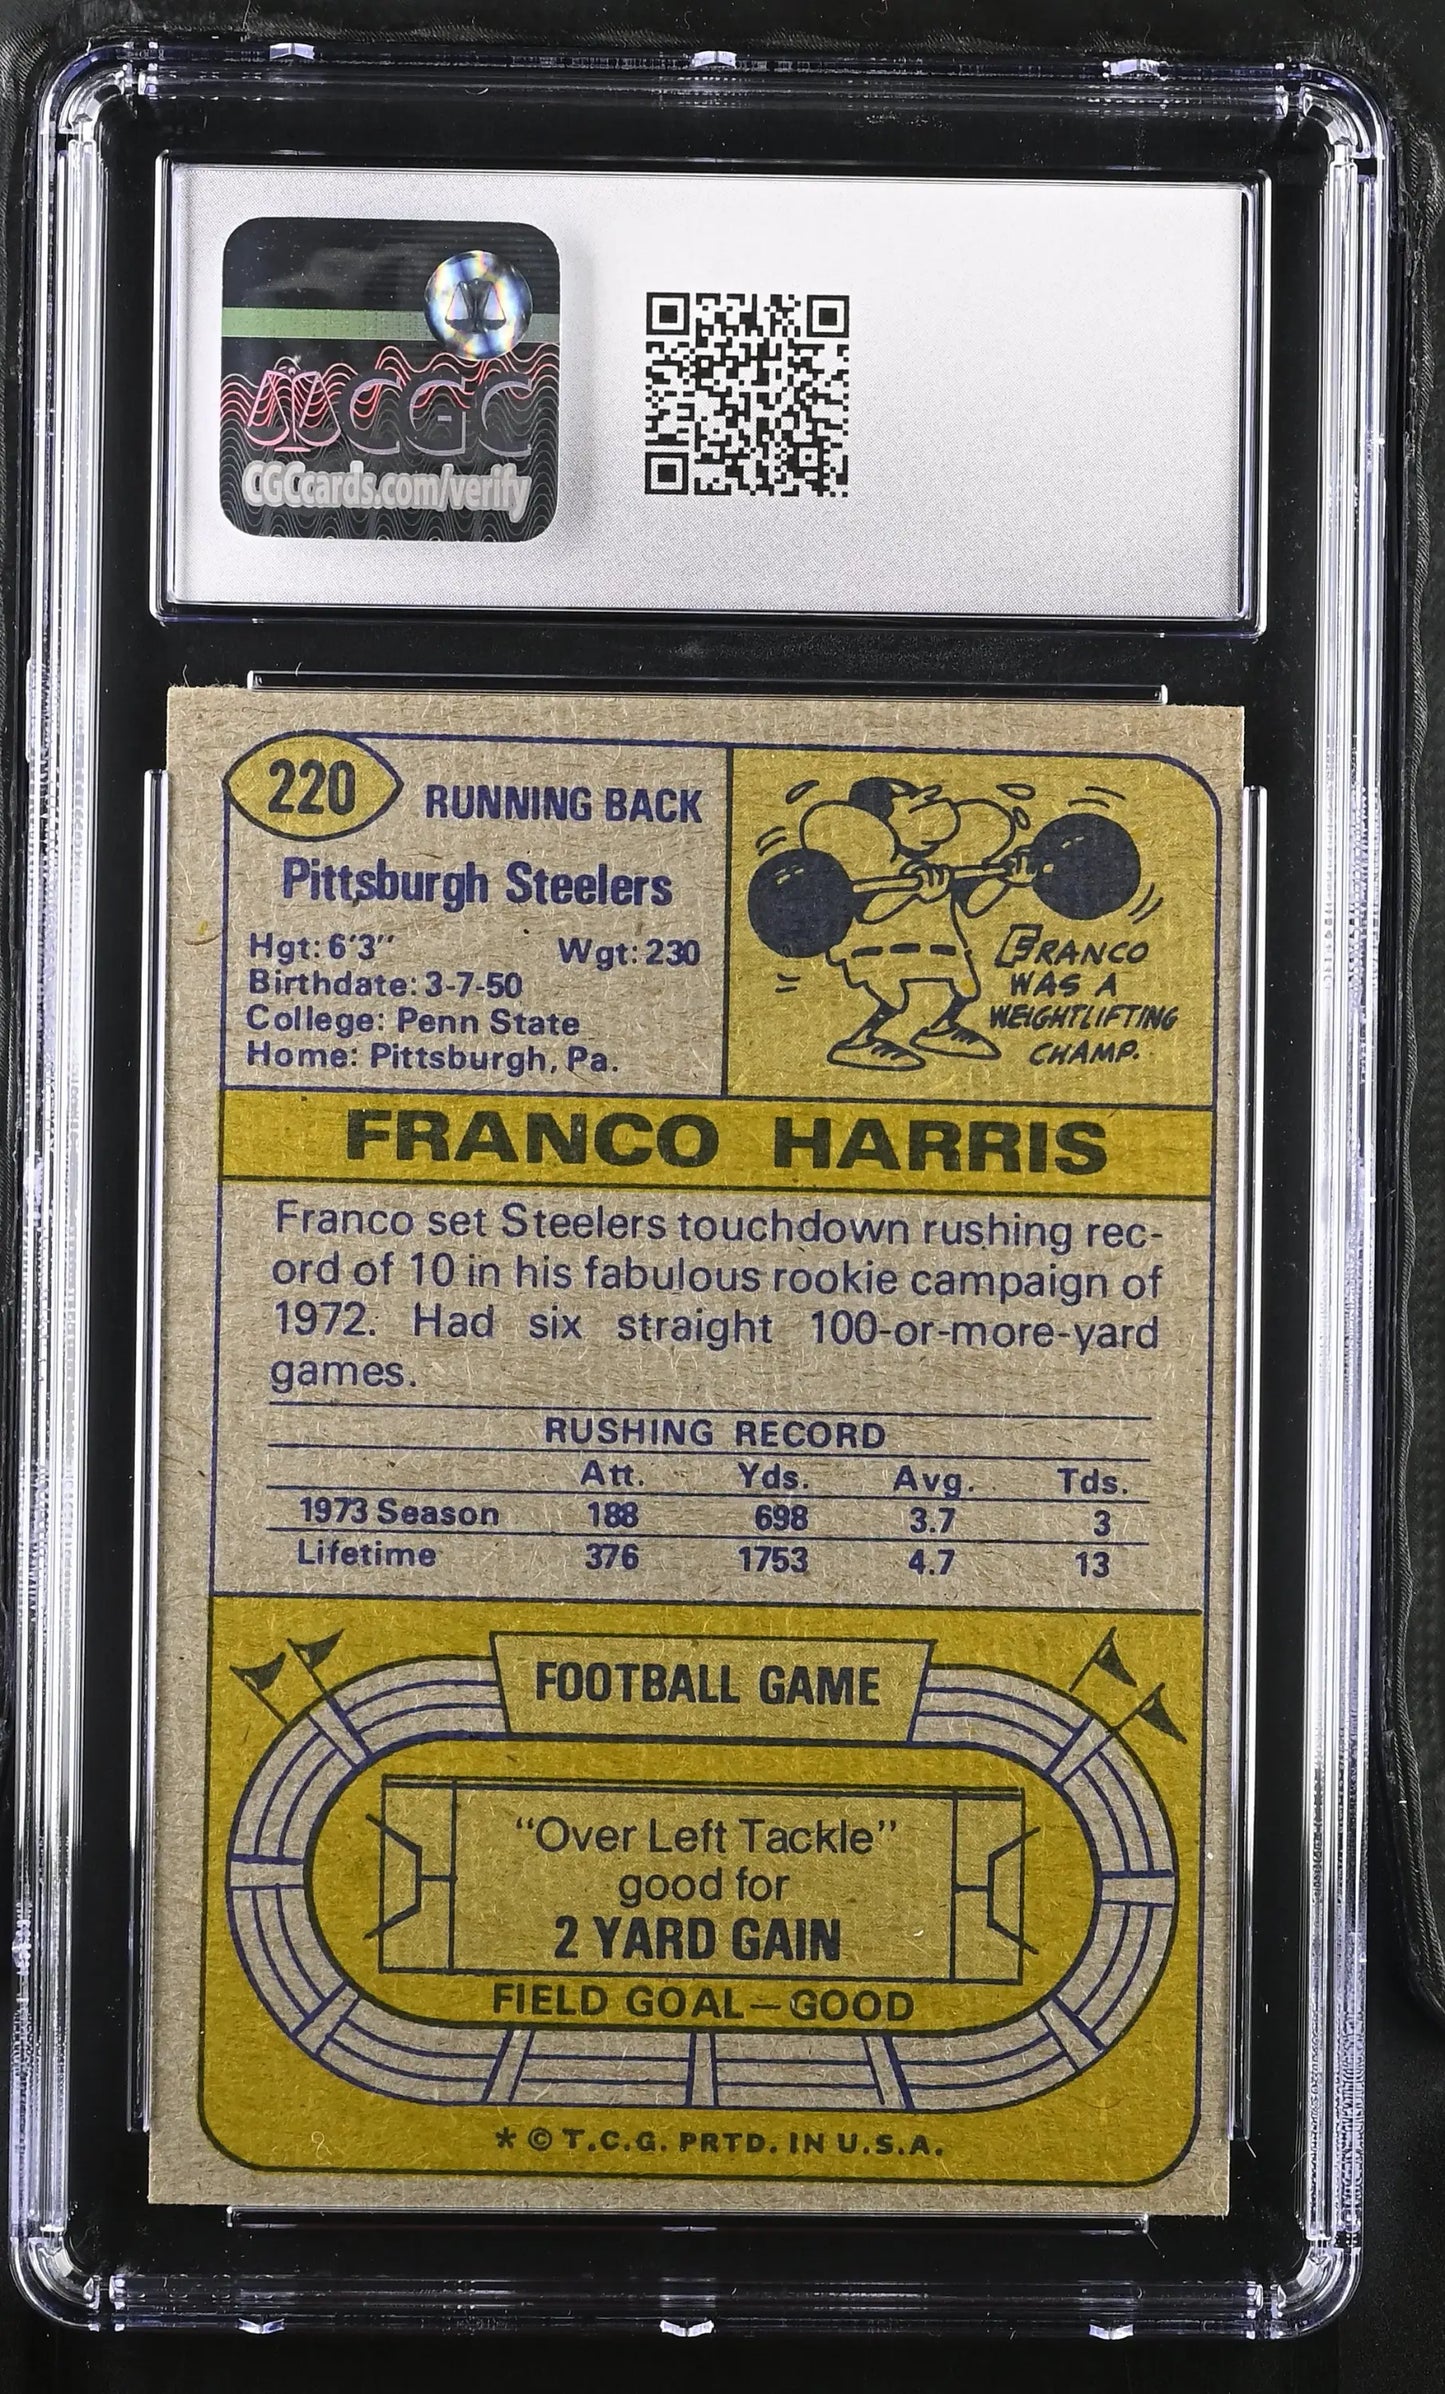 CGC
CGCcards.com/verify
220
RUNNING BACK
Pittsburgh Steelers
Hgt: 6'3" Wgt: 230
Birthdate: 3-7-50
College: Penn State
Home: Pittsburgh, Pa.
FRANCO
WAS A
WEIGHTLIFTING
CHAMP.
FRANCO HARRIS
Franco set Steelers touchdown rushing rec-
ord of 10 in his fabulous rookie campaign of
1972. Had six straight 100-or-more-yard
games.
RUSHING RECORD
Att. Yds. Avg. Tds.
1973 Season 188 698 3.7 3
Lifetime 376 1753 4.7 13
FOOTBALL GAME
"Over Left Tackle"
good for
2 YARD GAIN
FIELD GOAL—GOOD
* © T.C.G. PRTD. IN U.S.A.